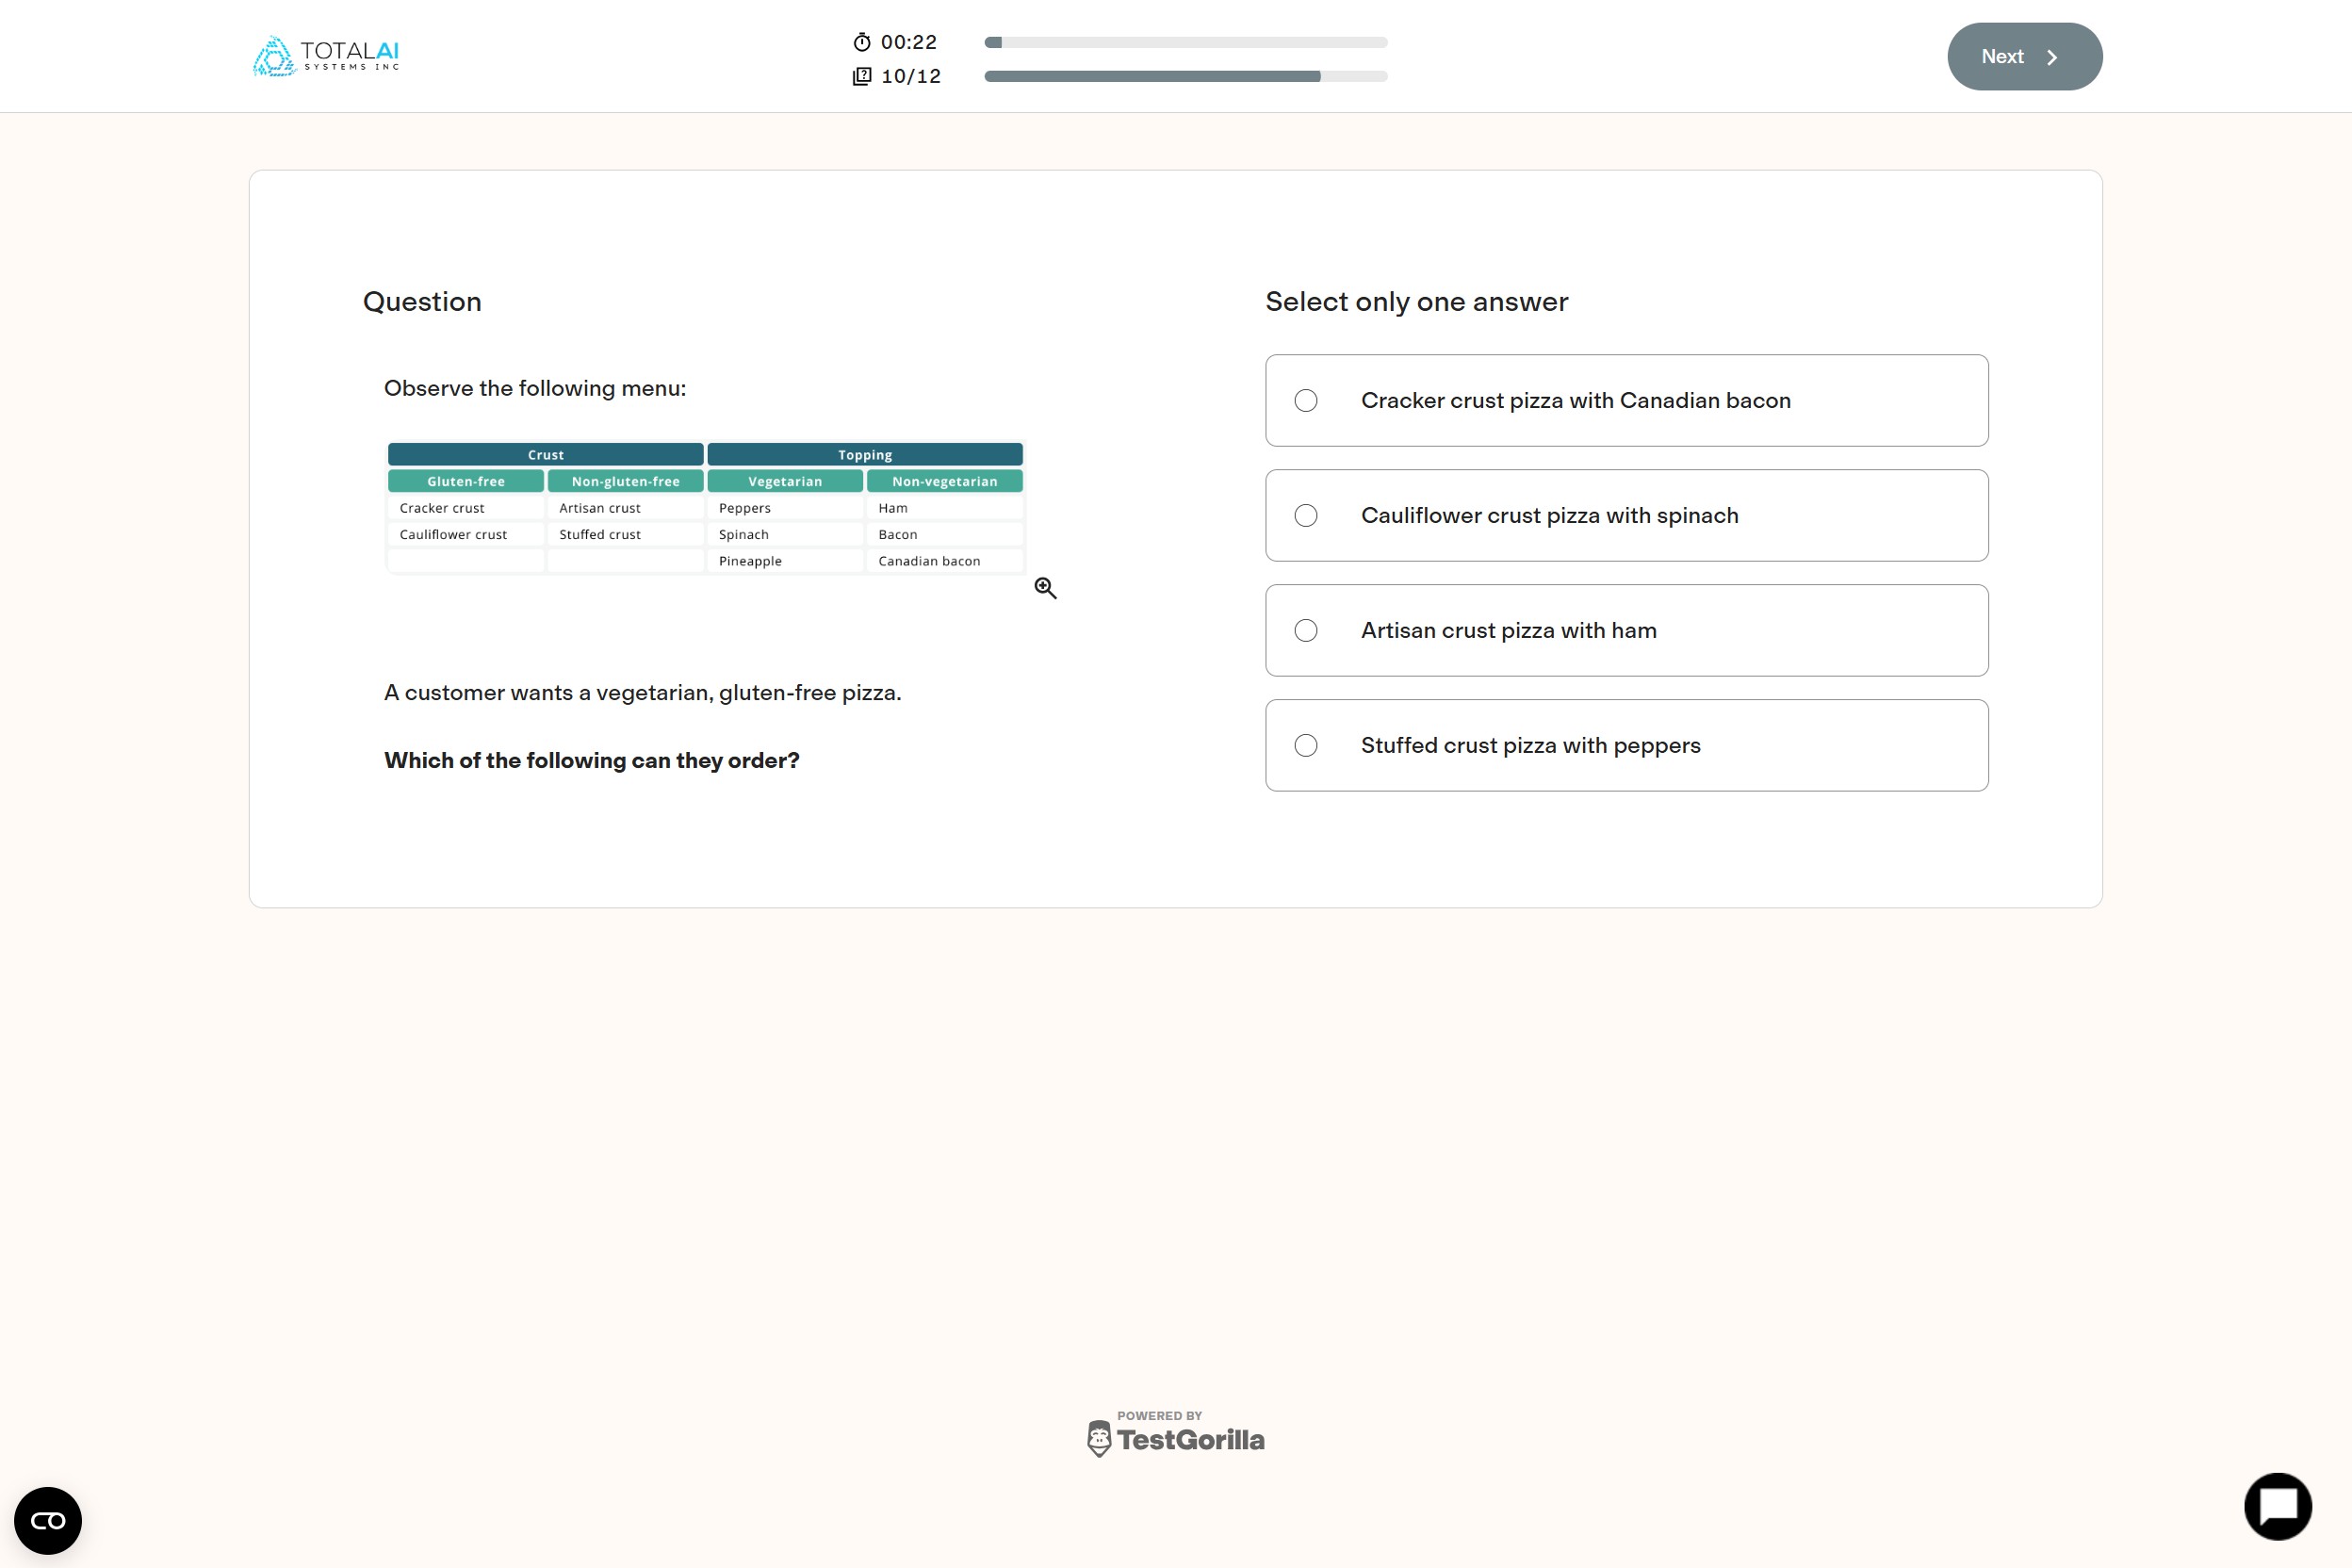 TOTALAI
SYSTEMS INC
00:22
10/12
Next
Question
Observe the following menu:
Crust Topping
Gluten-free Non-gluten-free Vegetarian Non-vegetarian
Cracker crust Artisan crust Peppers Ham
Cauliflower crust Stuffed crust Spinach Bacon
Pineapple Canadian bacon
A customer wants a vegetarian, gluten-free pizza.
Which of the following can they order?
Select only one answer
Cracker crust pizza with Canadian bacon
Cauliflower crust pizza with spinach
Artisan crust pizza with ham
Stuffed crust pizza with peppers
POWERED BY
TestGorilla